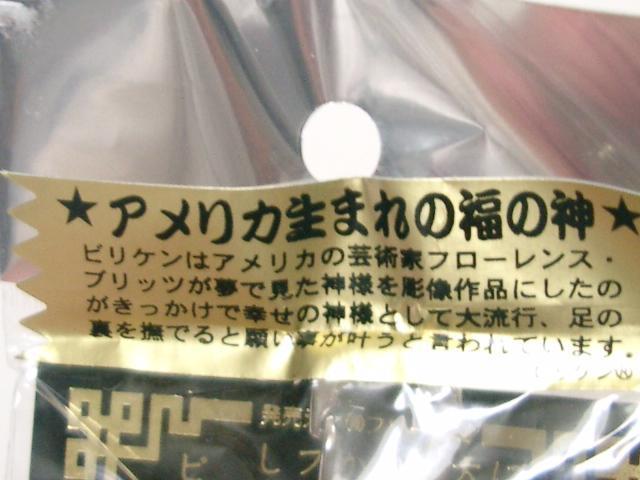 ★アメリカ生まれの福の神★
ビリケンはアメリカの芸術家フローレンス・
ブリッツが夢で見た神様を彫像作品にしたの
がきっかけで幸せの神様として大流行、足の
裏を撫でると願い事が叶うと言われています。
発売元